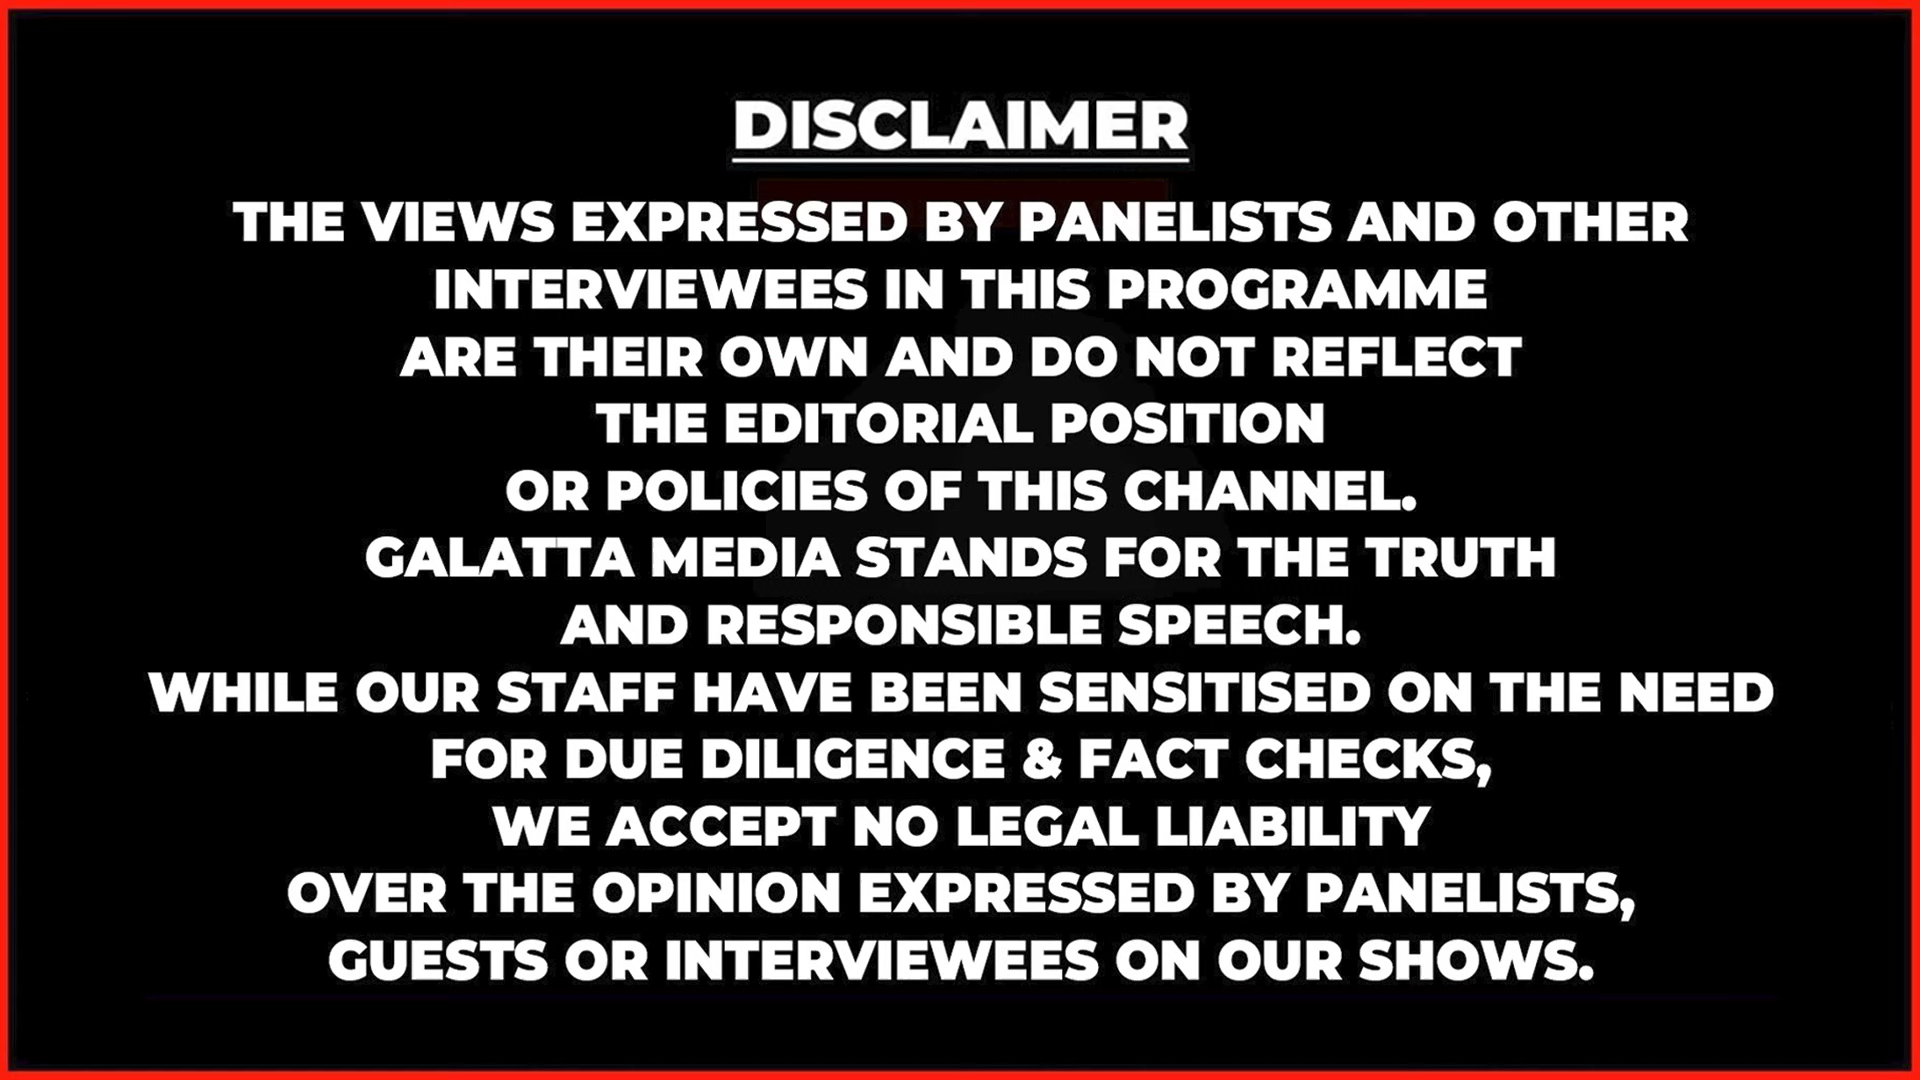 DISCLAIMER
THE VIEWS EXPRESSED BY PANELISTS AND OTHER
INTERVIEWEES IN THIS PROGRAMME
ARE THEIR OWN AND DO NOT REFLECT
THE EDITORIAL POSITION
OR POLICIES OF THIS CHANNEL.
GALATTA MEDIA STANDS FOR THE TRUTH
AND RESPONSIBLE SPEECH.
WHILE OUR STAFF HAVE BEEN SENSITISED ON THE NEED
FOR DUE DILIGENCE & FACT CHECKS,
WE ACCEPT NO LEGAL LIABILITY
OVER THE OPINION EXPRESSED BY PANELISTS,
GUESTS OR INTERVIEWEES ON OUR SHOWS.